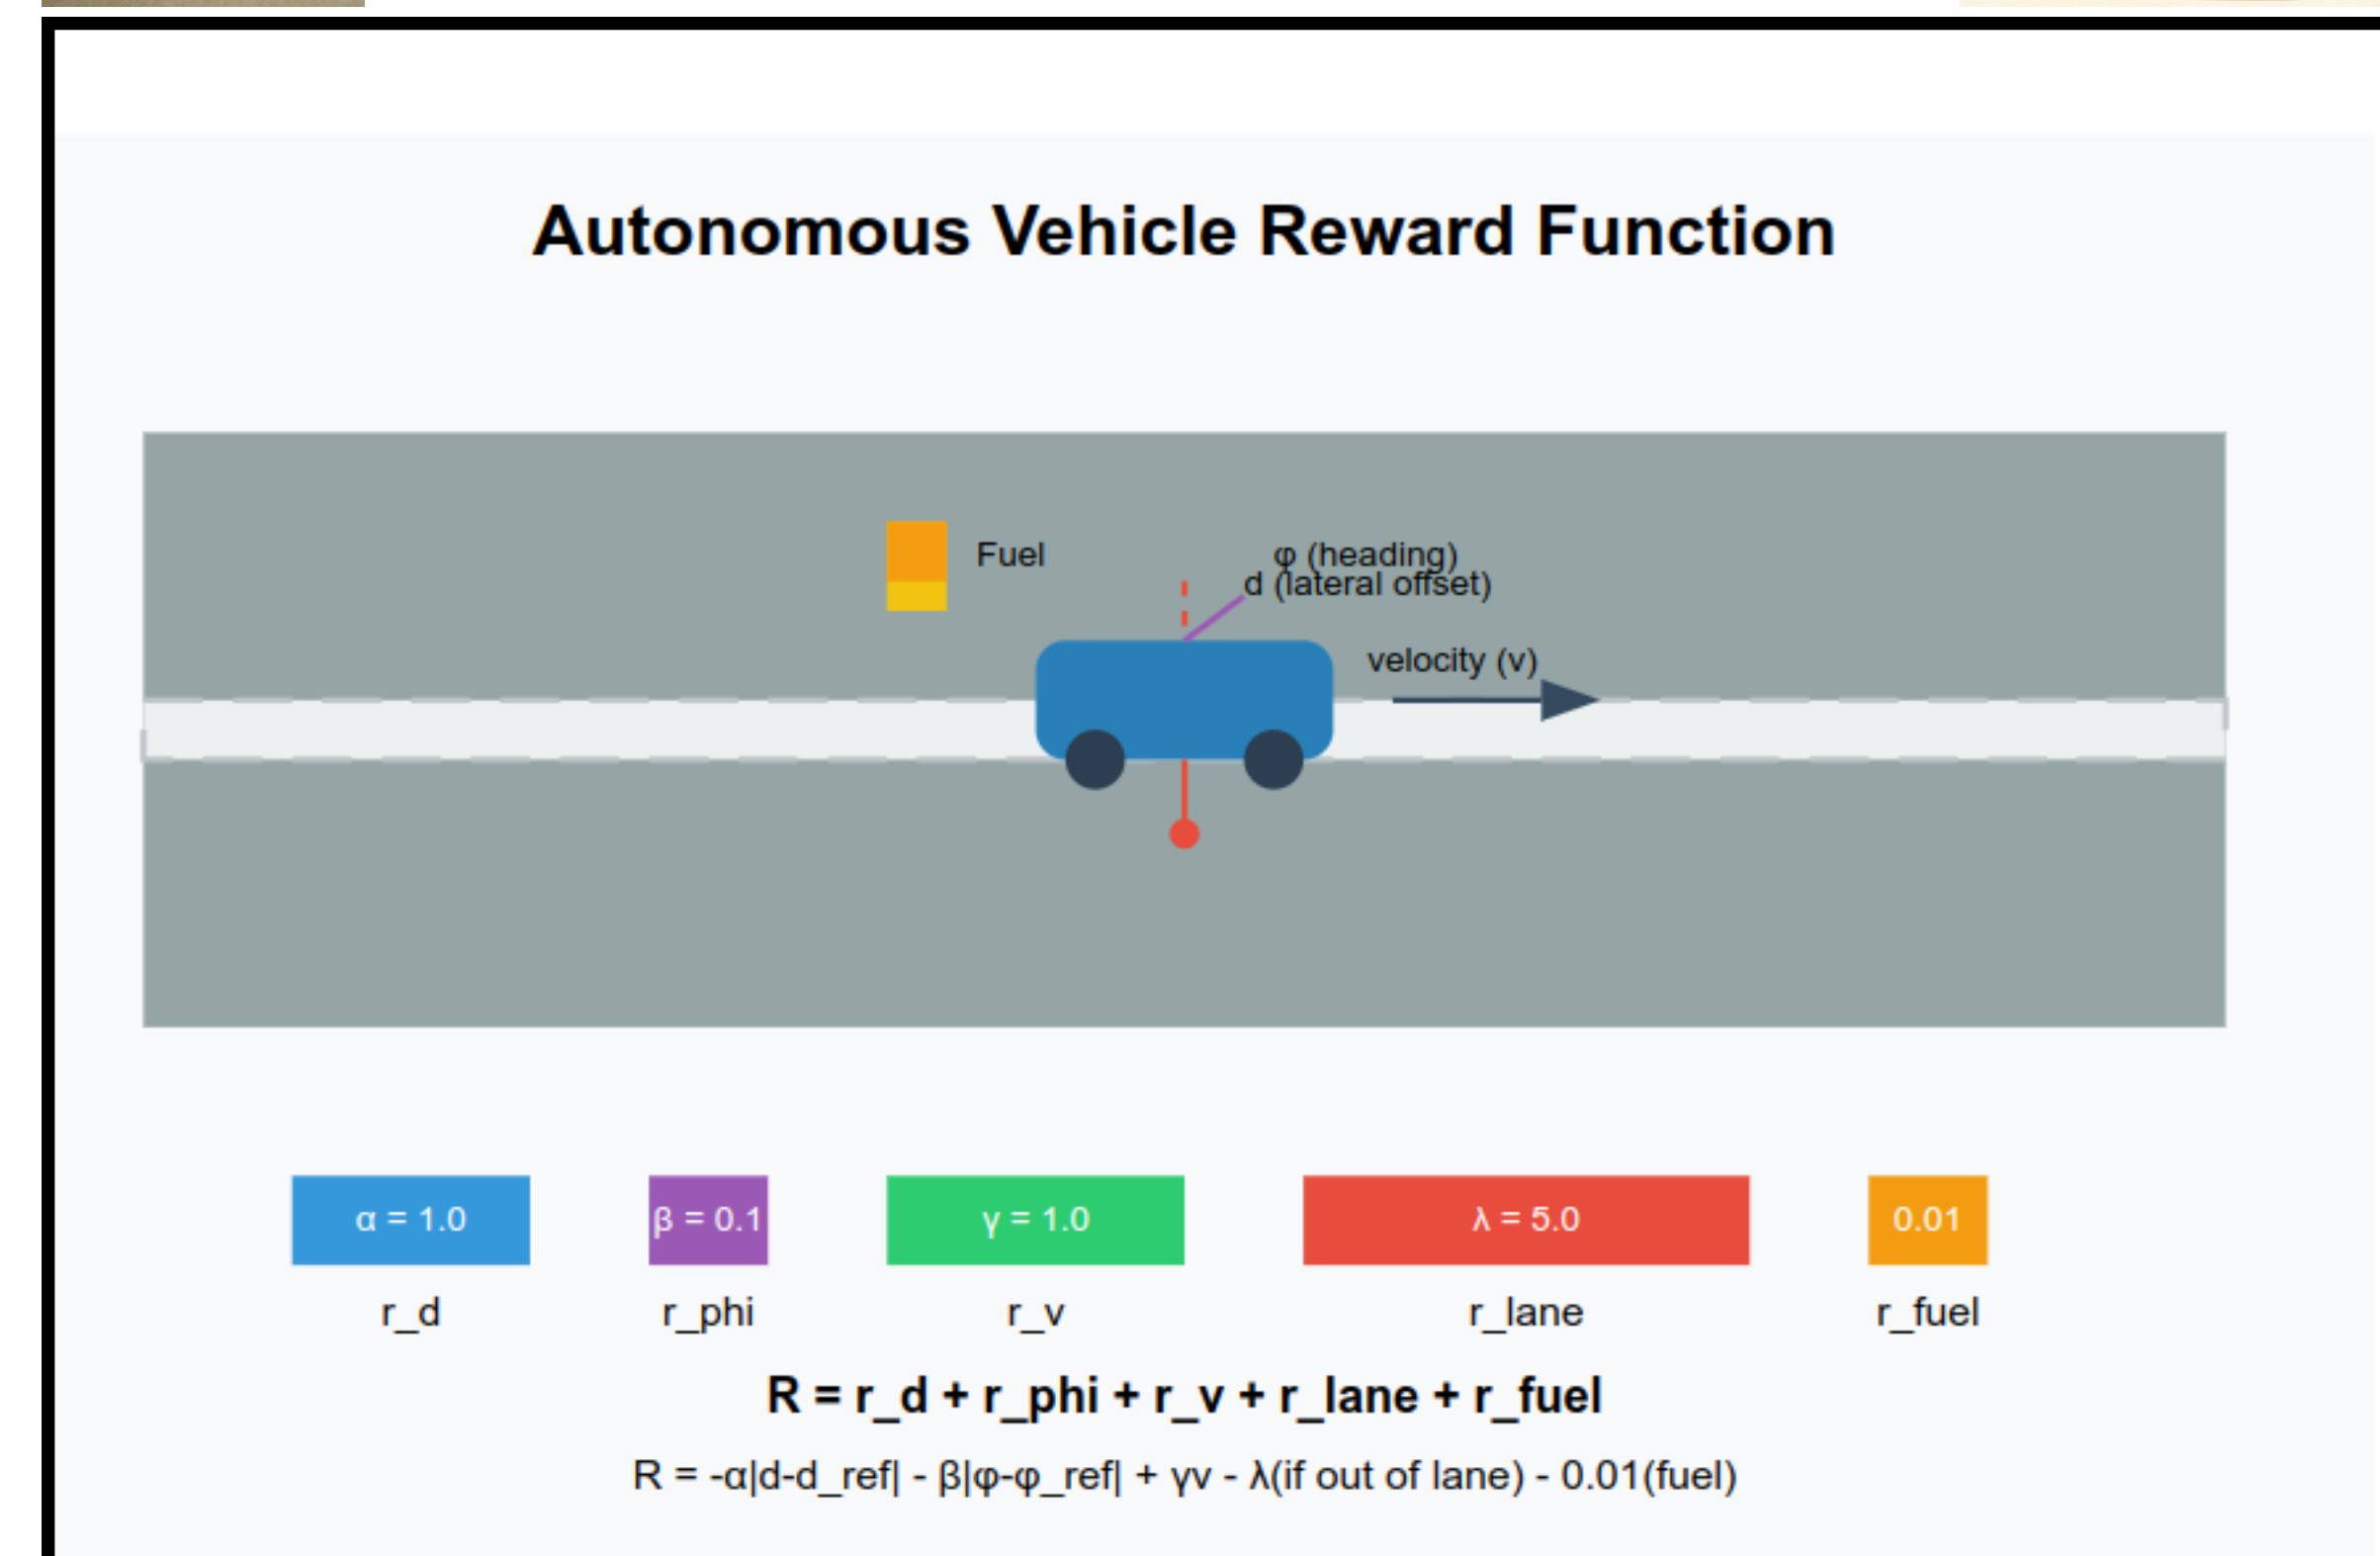 Autonomous Vehicle Reward Function
Fuel
φ (heading)
d (lateral offset)
velocity (v)
α = 1.0
β = 0.1
γ = 1.0
λ = 5.0
0.01
r_d
r_phi
r_v
r_lane
r_fuel
R = r_d + r_phi + r_v + r_lane + r_fuel
R = -α|d-d_ref| - β|φ-φ_ref| + γv - λ(if out of lane) - 0.01(fuel)